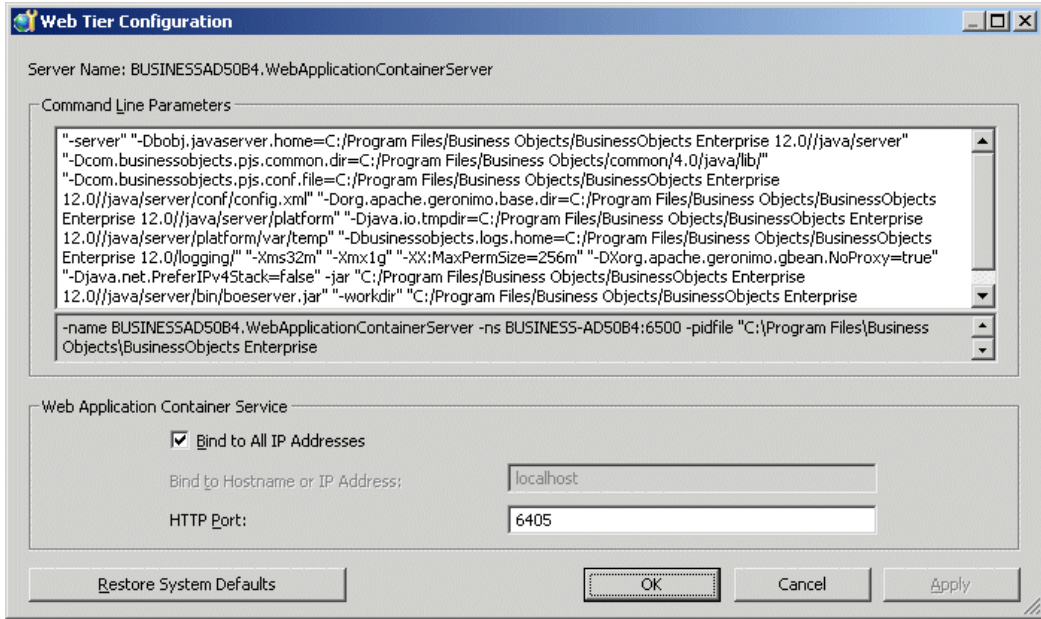 Web Tier Configuration
Server Name: BUSINESSAD50B4.WebApplicationContainerServer
Command Line Parameters
"-server" "-Dbobj.javaserver.home=C:/Program Files/Business Objects/BusinessObjects Enterprise 12.0//java/server"
"-Dcom.businessobjects.pjs.common.dir=C:/Program Files/Business Objects/common/4.0/java/lib/"
"-Dcom.businessobjects.pjs.conf.file=C:/Program Files/Business Objects/BusinessObjects Enterprise
12.0//java/server/conf/config.xml" "-Dorg.apache.geronimo.base.dir=C:/Program Files/Business Objects/BusinessObjects
Enterprise 12.0//java/server/platform" "-Djava.io.tmpdir=C:/Program Files/Business Objects/BusinessObjects Enterprise
12.0//java/server/platform/var/temp" "-Dbusinessobjects.logs.home=C:/Program Files/Business Objects/BusinessObjects
Enterprise 12.0/logging/" "-Xms32m" "-Xmx1g" "-XX:MaxPermSize=256m" "-DXorg.apache.geronimo.gbean.NoProxy=true"
"-Djava.net.PreferIPv4Stack=false" -jar "C:/Program Files/Business Objects/BusinessObjects Enterprise
12.0//java/server/bin/boeserver.jar" "-workdir" "C:/Program Files/Business Objects/BusinessObjects Enterprise
-name BUSINESSAD50B4.WebApplicationContainerServer -ns BUSINESS-AD50B4:6500 -pidfile "C:\Program Files\Business
Objects\BusinessObjects Enterprise
Web Application Container Service
Bind to All IP Addresses
Bind to Hostname or IP Address: localhost
HTTP Port: 6405
Restore System Defaults OK Cancel Apply